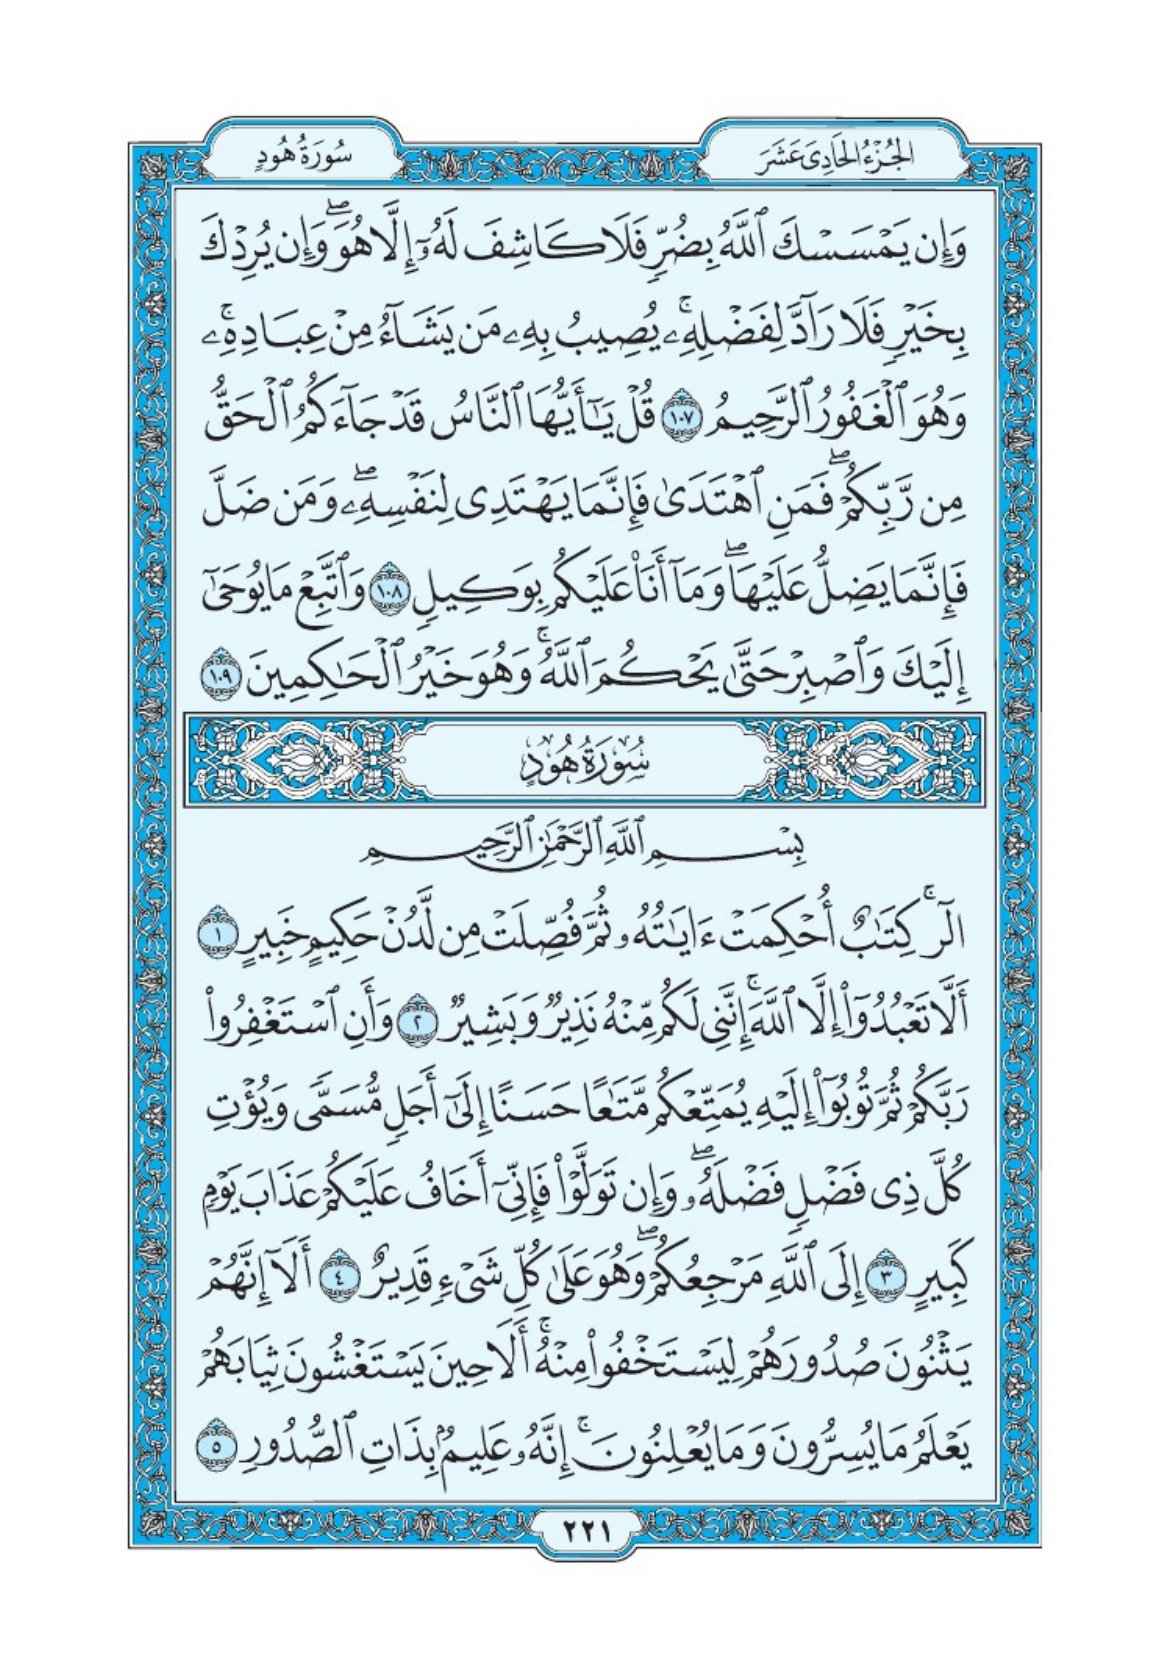 الجُزْءُ الحَادِىَ عَشَرَ
سُورَةُ هُودٍ
وَإِن يَمْسَسْكَ ٱللَّهُ بِضُرٍّ فَلَا كَاشِفَ لَهُۥٓ إِلَّا هُوَۖ وَإِن يُرِدْكَ
بِخَيْرٍ فَلَا رَآدَّ لِفَضْلِهِۦۚ يُصِيبُ بِهِۦ مَن يَشَآءُ مِنْ عِبَادِهِۦۚ
وَهُوَ ٱلْغَفُورُ ٱلرَّحِيمُ ١٠٧ قُلْ يَٰٓأَيُّهَا ٱلنَّاسُ قَدْ جَآءَكُمُ ٱلْحَقُّ
مِن رَّبِّكُمْۖ فَمَنِ ٱهْتَدَىٰ فَإِنَّمَا يَهْتَدِى لِنَفْسِهِۦۖ وَمَن ضَلَّ
فَإِنَّمَا يَضِلُّ عَلَيْهَاۖ وَمَآ أَنَا۠ عَلَيْكُم بِوَكِيلٍ ١٠٨ وَٱتَّبِعْ مَا يُوحَىٰٓ
إِلَيْكَ وَٱصْبِرْ حَتَّىٰ يَحْكُمَ ٱللَّهُۚ وَهُوَ خَيْرُ ٱلْحَٰكِمِينَ ١٠٩
سُورَةُ هُودٍ
بِسْمِ ٱللَّهِ ٱلرَّحْمَٰنِ ٱلرَّحِيمِ
الٓرۚ كِتَٰبٌ أُحْكِمَتْ ءَايَٰتُهُۥ ثُمَّ فُصِّلَتْ مِن لَّدُنْ حَكِيمٍ خَبِيرٍ ١
أَلَّا تَعْبُدُوٓا۟ إِلَّا ٱللَّهَۚ إِنَّنِى لَكُم مِّنْهُ نَذِيرٌ وَبَشِيرٌ ٢ وَأَنِ ٱسْتَغْفِرُوا۟
رَبَّكُمْ ثُمَّ تُوبُوٓا۟ إِلَيْهِ يُمَتِّعْكُم مَّتَٰعًا حَسَنًا إِلَىٰٓ أَجَلٍ مُّسَمًّى وَيُؤْتِ
كُلَّ ذِى فَضْلٍ فَضْلَهُۥۖ وَإِن تَوَلَّوْا۟ فَإِنِّىٓ أَخَافُ عَلَيْكُمْ عَذَابَ يَوْمٍ
كَبِيرٍ ٣ إِلَى ٱللَّهِ مَرْجِعُكُمْۖ وَهُوَ عَلَىٰ كُلِّ شَىْءٍ قَدِيرٌ ٤ أَلَآ إِنَّهُمْ
يَثْنُونَ صُدُورَهُمْ لِيَسْتَخْفُوا۟ مِنْهُۚ أَلَا حِينَ يَسْتَغْشُونَ ثِيَابَهُمْ
يَعْلَمُ مَا يُسِرُّونَ وَمَا يُعْلِنُونَۚ إِنَّهُۥ عَلِيمٌۢ بِذَاتِ ٱلصُّدُورِ ٥
٢٢١